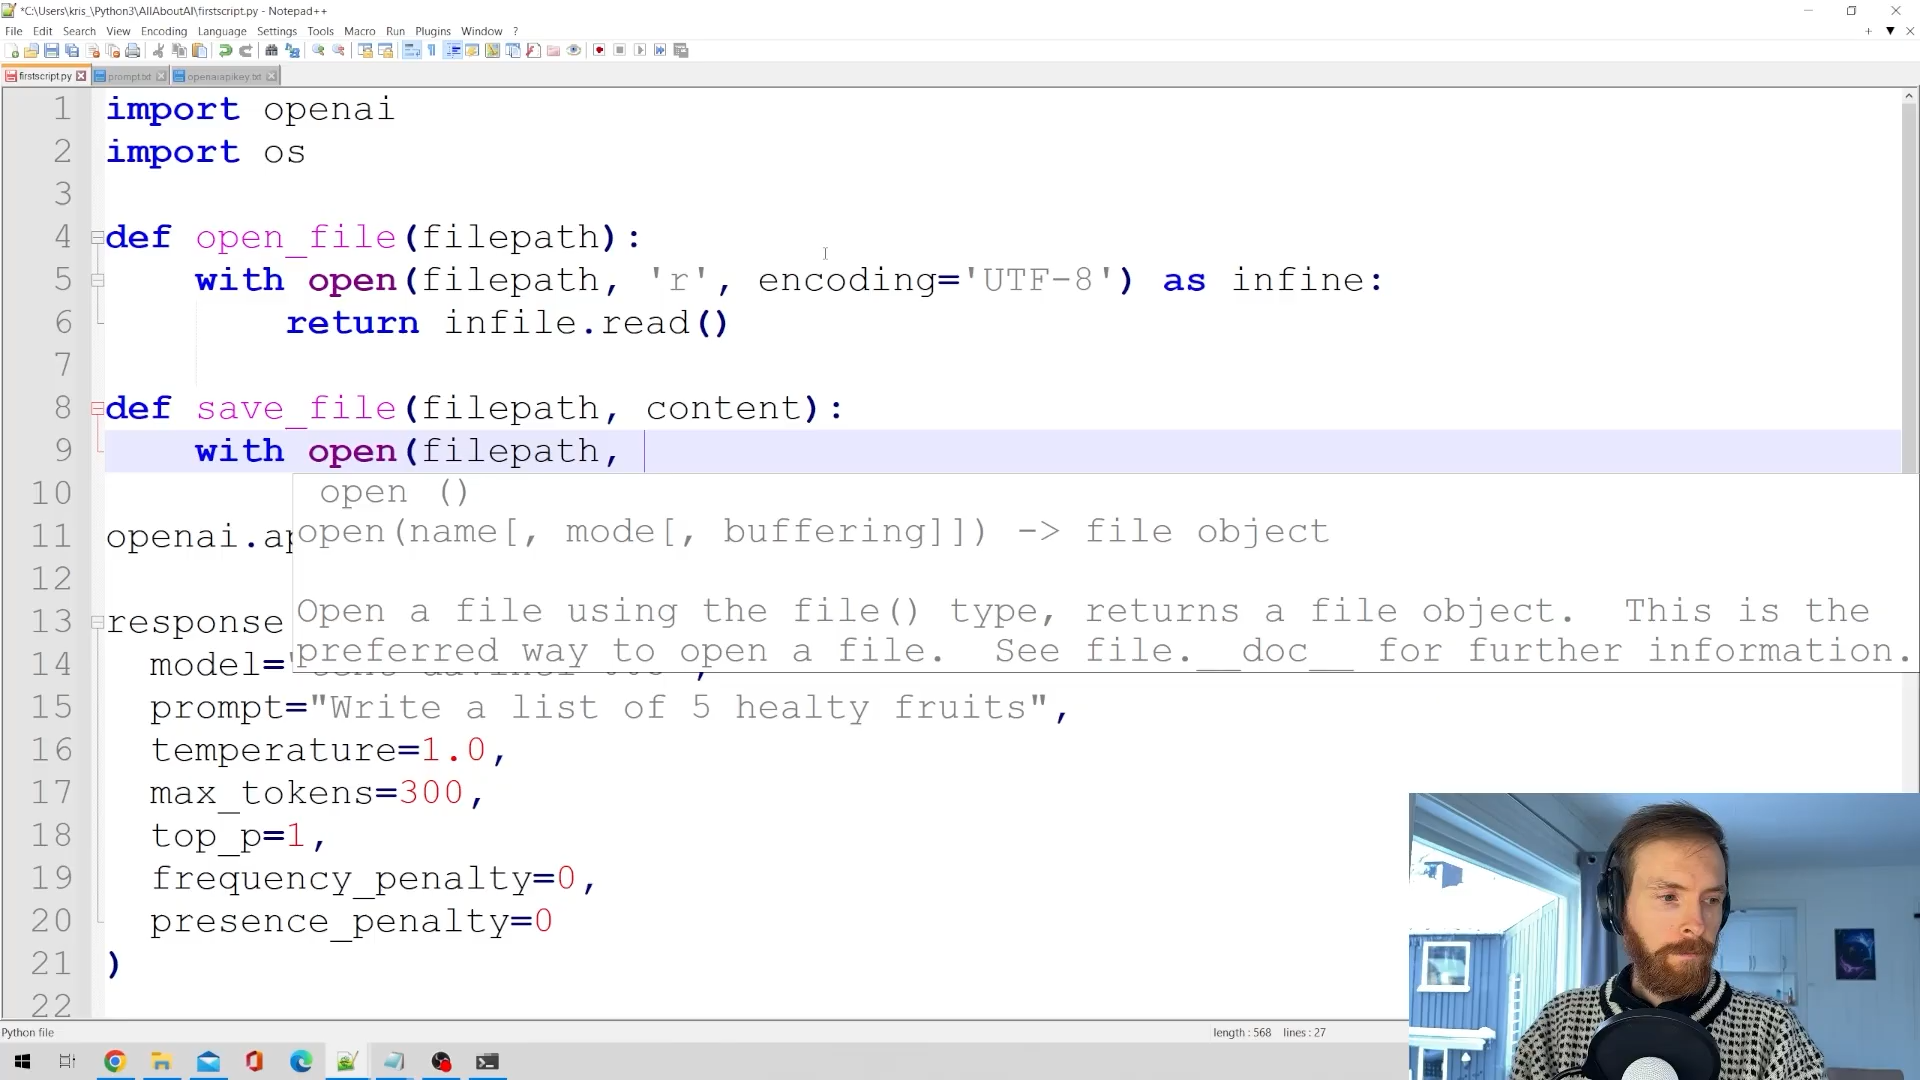 *C:\Users\kris_\Python3\AllAboutAI\firstscript.py - Notepad++
File Edit Search View Encoding Language Settings Tools Macro Run Plugins Window ?
firstscript.py prompt.txt openaiapikey.txt
1 import openai
2 import os
3
4 def open_file(filepath):
5 with open(filepath, 'r', encoding='UTF-8') as infine:
6 return infile.read()
7
8 def save_file(filepath, content):
9 with open(filepath,
10 open ()
11 openai.ap open(name[, mode[, buffering]]) -> file object
12
13 response Open a file using the file() type, returns a file object. This is the
14 model=" preferred way to open a file. See file.__doc__ for further information.
15 prompt="Write a list of 5 healty fruits",
16 temperature=1.0,
17 max_tokens=300,
18 top_p=1,
19 frequency_penalty=0,
20 presence_penalty=0
21 )
22
Python file length : 568 lines : 27